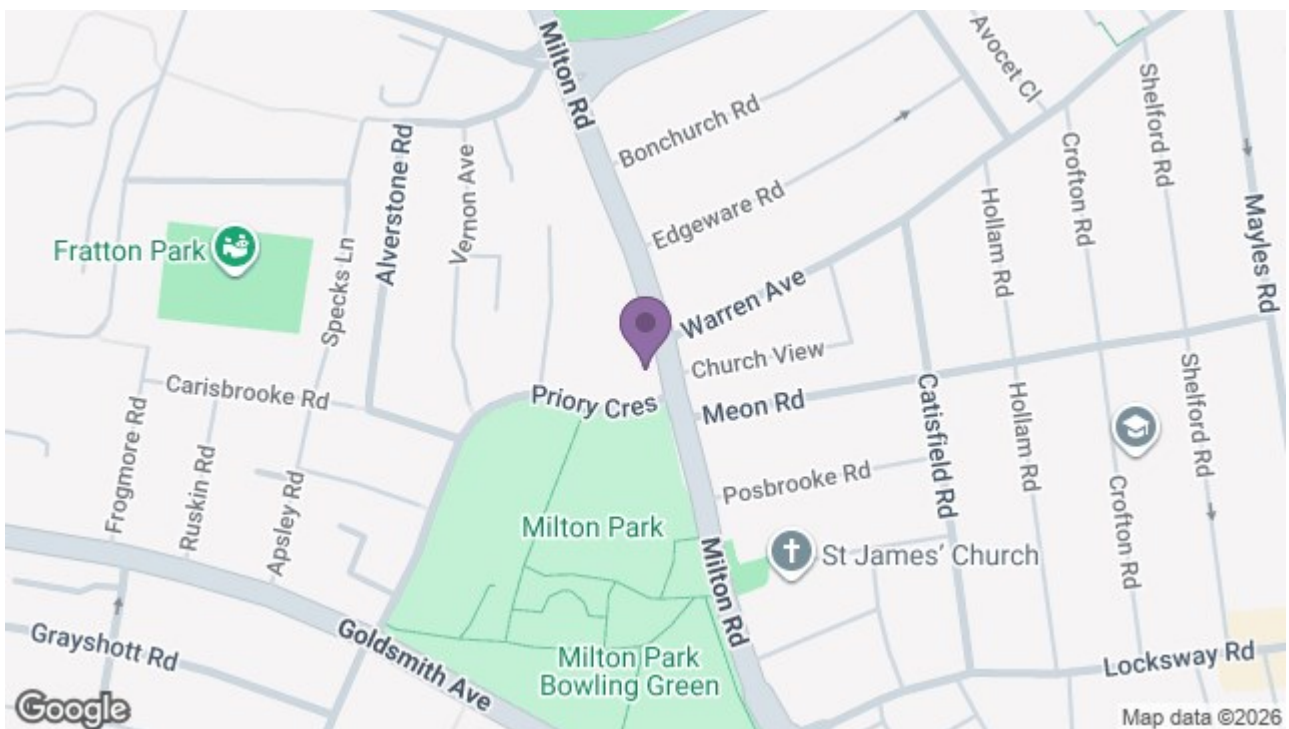 Milton Rd
Avocet Cl
Bonchurch Rd
Shelford Rd
Alverstone Rd
Vernon Ave
Crofton Rd
Edgeware Rd
Hollam Rd
Mayles Rd
Fratton Park
Specks Ln
Warren Ave
Church View
Carisbrooke Rd
Priory Cres
Meon Rd
Catisfield Rd
Hollam Rd
Shelford Rd
Frogmore Rd
Ruskin Rd
Apsley Rd
Posbrooke Rd
Crofton Rd
Milton Park
St James' Church
Milton Rd
Grayshott Rd
Goldsmith Ave
Milton Park
Bowling Green
Locksway Rd
Google
Map data ©2026